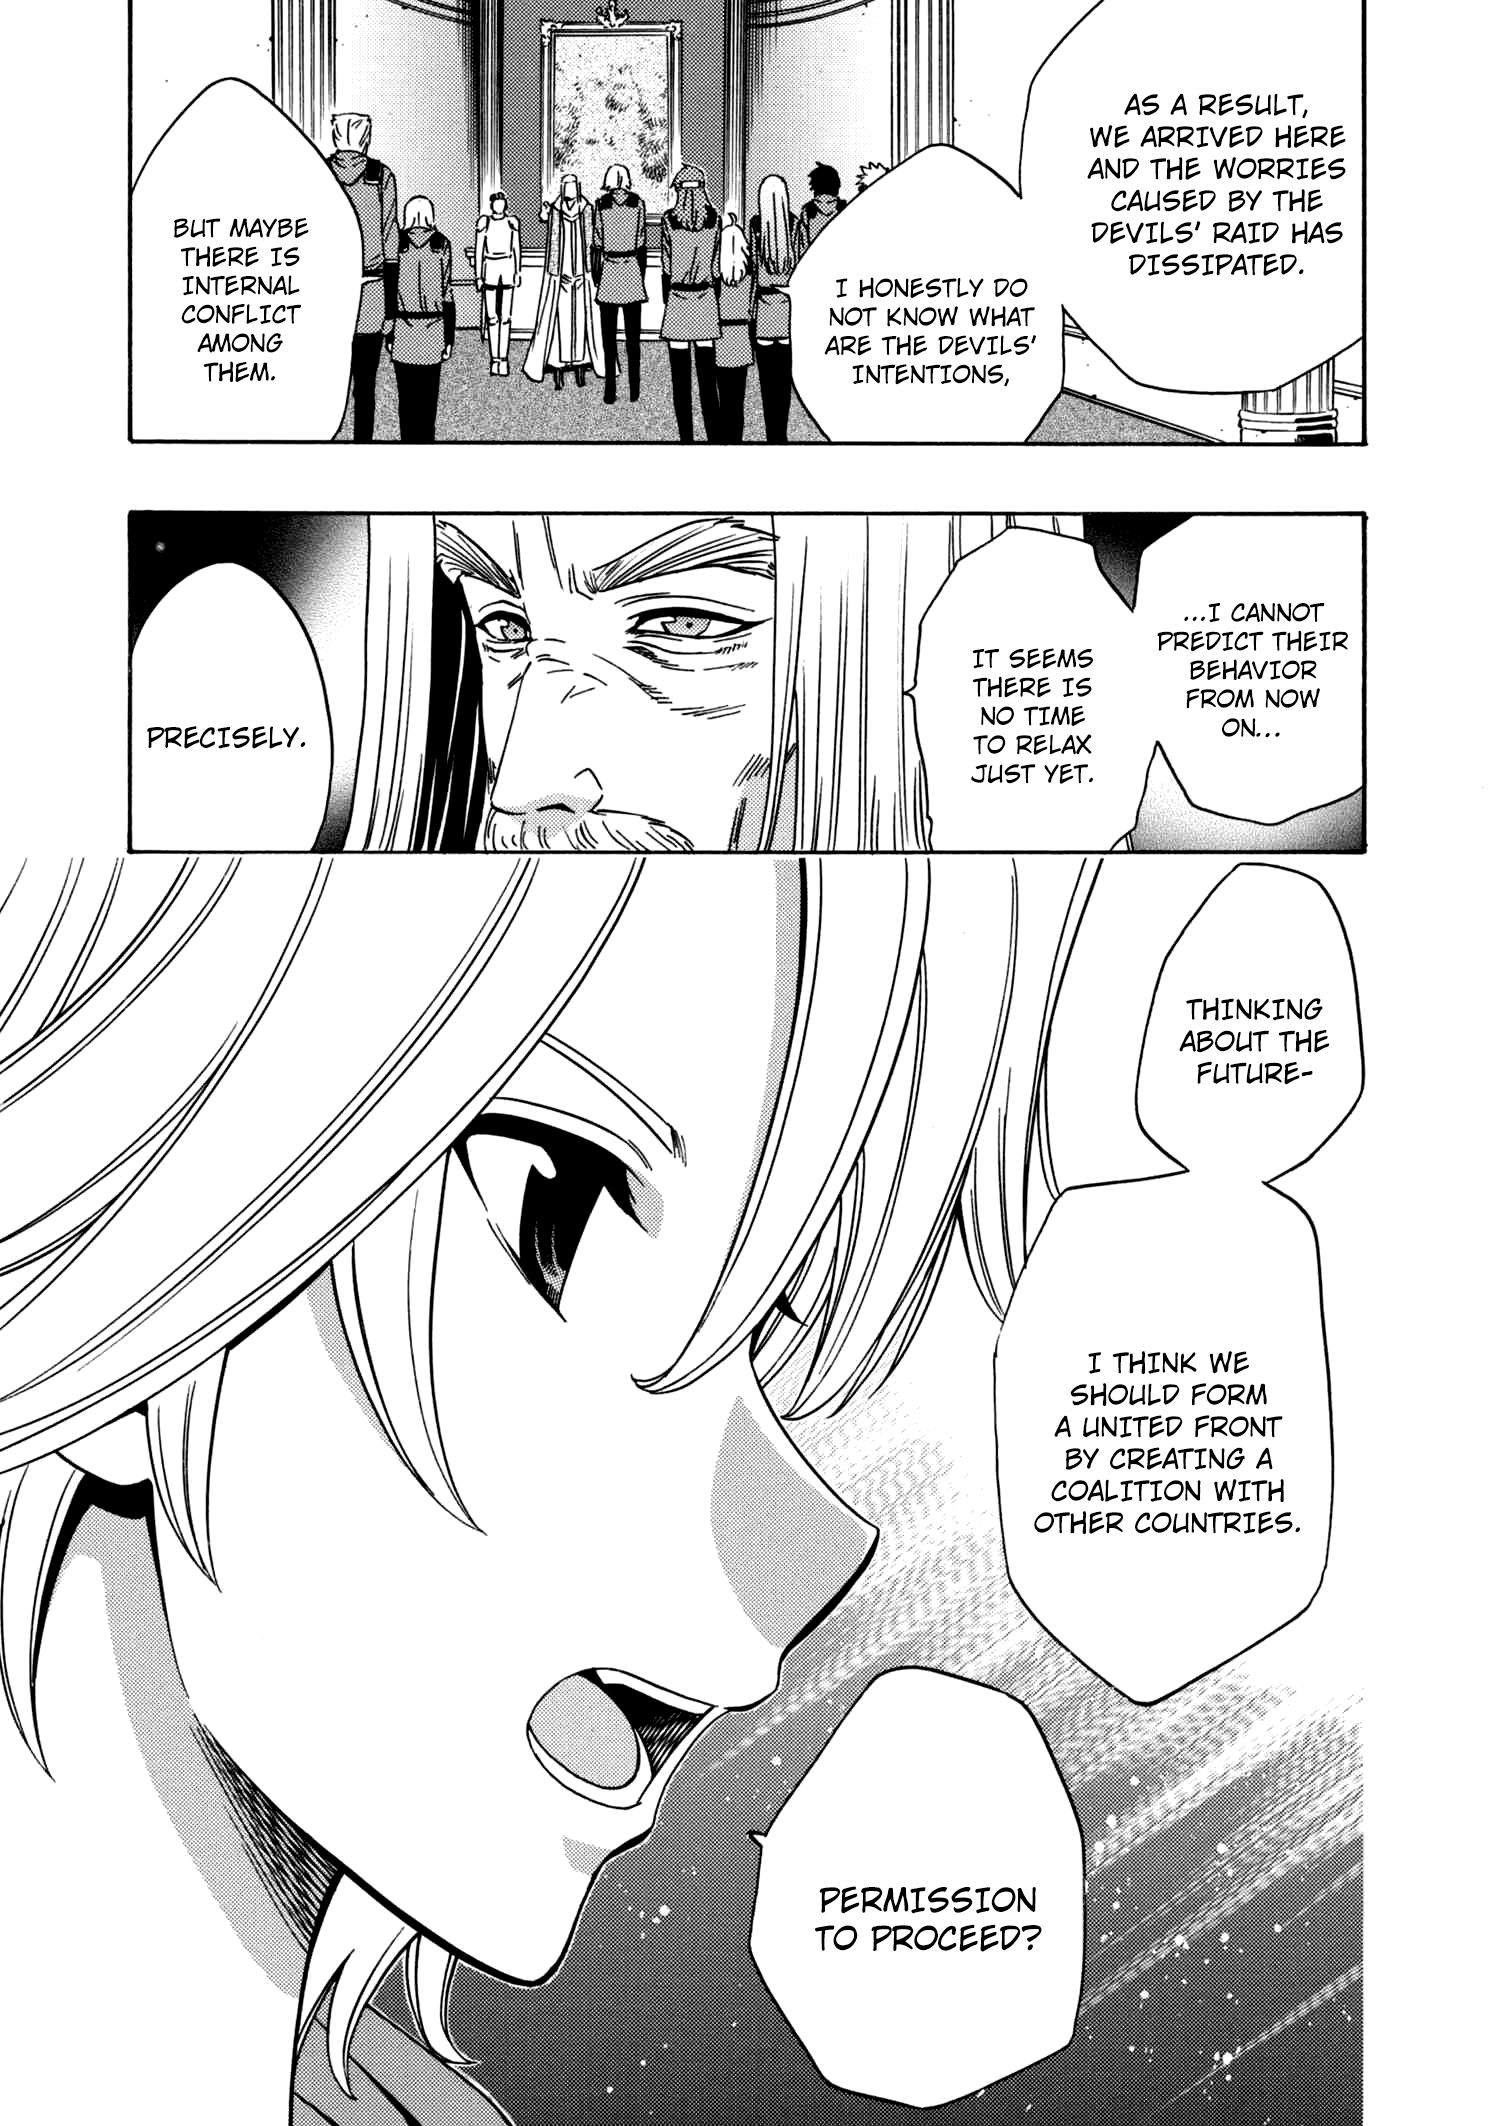 AS A RESULT,
WE ARRIVED HERE
AND THE WORRIES
CAUSED BY THE
DEVILS' RAID HAS
DISSIPATED.
I HONESTLY DO
NOT KNOW WHAT
ARE THE DEVILS'
INTENTIONS,
BUT MAYBE
THERE IS
INTERNAL
CONFLICT
AMONG
THEM.
...I CANNOT
PREDICT THEIR
BEHAVIOR
FROM NOW
ON...
IT SEEMS
THERE IS
NO TIME
TO RELAX
JUST YET.
PRECISELY.
THINKING
ABOUT THE
FUTURE-
I THINK WE
SHOULD FORM
A UNITED FRONT
BY CREATING A
COALITION WITH
OTHER COUNTRIES.
PERMISSION
TO PROCEED?